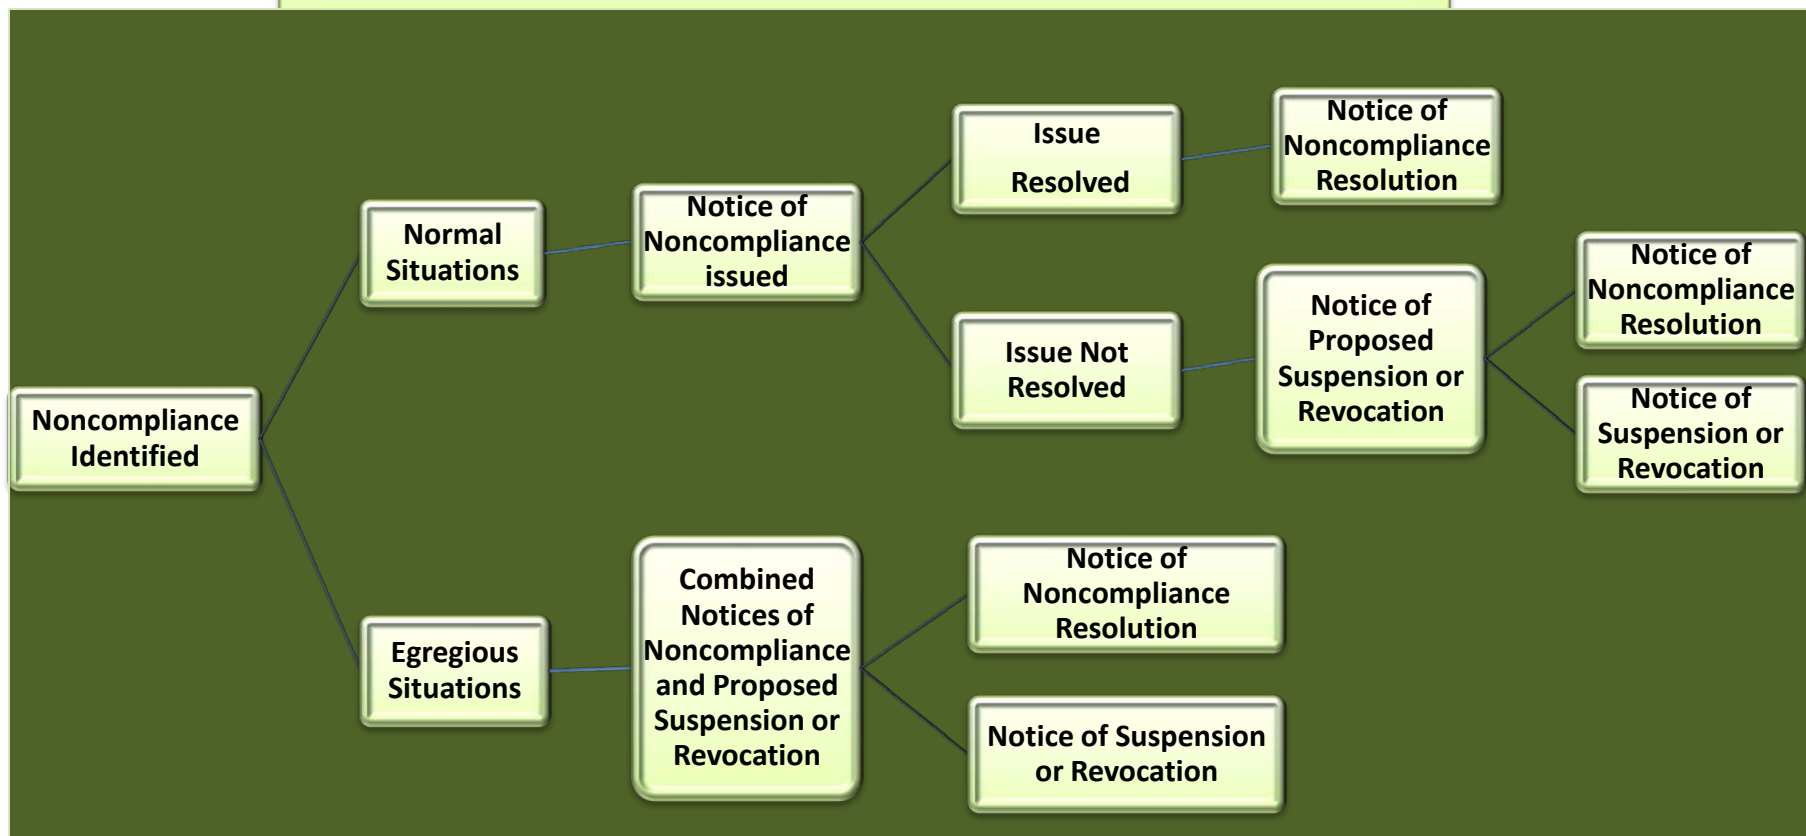 Noncompliance
Identified
Normal
Situations
Notice of
Noncompliance
issued
Issue
Resolved
Notice of
Noncompliance
Resolution
Issue Not
Resolved
Notice of
Proposed
Suspension or
Revocation
Notice of
Noncompliance
Resolution
Notice of
Suspension or
Revocation
Egregious
Situations
Combined
Notices of
Noncompliance
and Proposed
Suspension or
Revocation
Notice of
Noncompliance
Resolution
Notice of Suspension
or Revocation